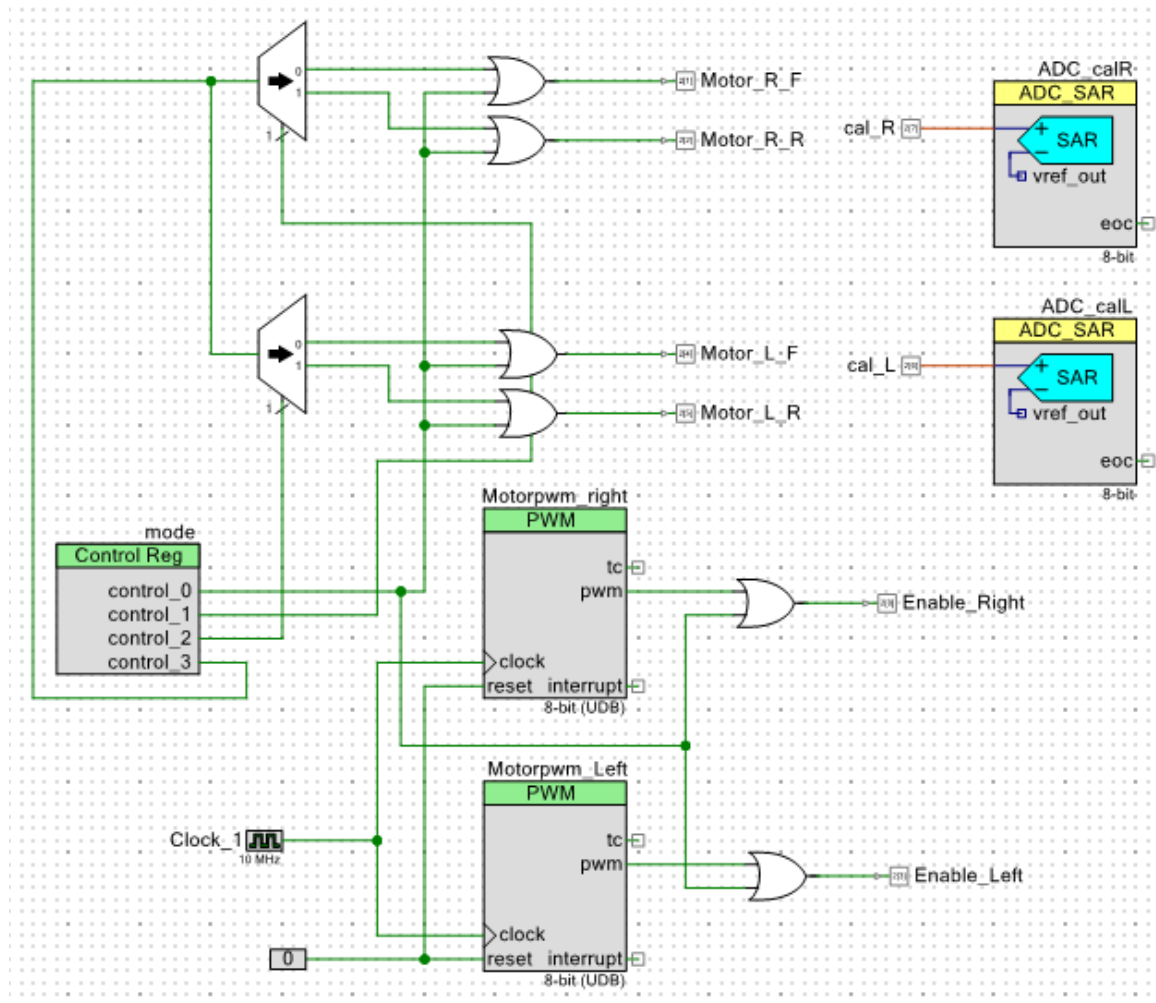 0
1
1
Motor_R_F
Motor_R_R
ADC_calR
ADC_SAR
cal_R
SAR
vref_out
eoc
8-bit
0
1
1
Motor_L_F
Motor_L_R
ADC_calL
ADC_SAR
cal_L
SAR
vref_out
eoc
8-bit
mode
Control Reg
control_0
control_1
control_2
control_3
Motorpwm_right
PWM
tc
pwm
clock
reset interrupt
8-bit (UDB)
Enable_Right
Motorpwm_Left
PWM
tc
pwm
clock
reset interrupt
8-bit (UDB)
Enable_Left
Clock_1
10 MHz
0